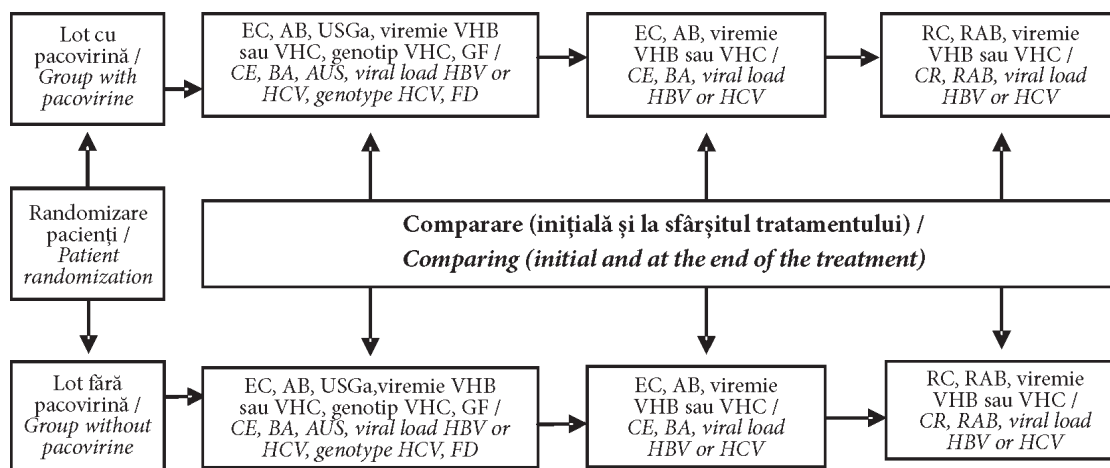 Lot cu
pacovirină /
Group with
pacovirine
EC, AB, USGa, viremie VHB
sau VHC, genotip VHC, GF /
CE, BA, AUS, viral load HBV or
HCV, genotype HCV, FD
EC, AB, viremie
VHB sau VHC /
CE, BA, viral load
HBV or HCV
RC, RAB, viremie
VHB sau VHC /
CR, RAB, viral load
HBV or HCV
Randomizare
pacienți /
Patient
randomization
Comparare (inițială și la sfârșitul tratamentului) /
Comparing (initial and at the end of the treatment)
Lot fără
pacovirină /
Group without
pacovirine
EC, AB, USGa,viremie VHB
sau VHC, genotip VHC, GF /
CE, BA, AUS, viral load HBV or
HCV, genotype HCV, FD
EC, AB, viremie
VHB sau VHC /
CE, BA, viral load
HBV or HCV
RC, RAB, viremie
VHB sau VHC /
CR, RAB, viral load
HBV or HCV